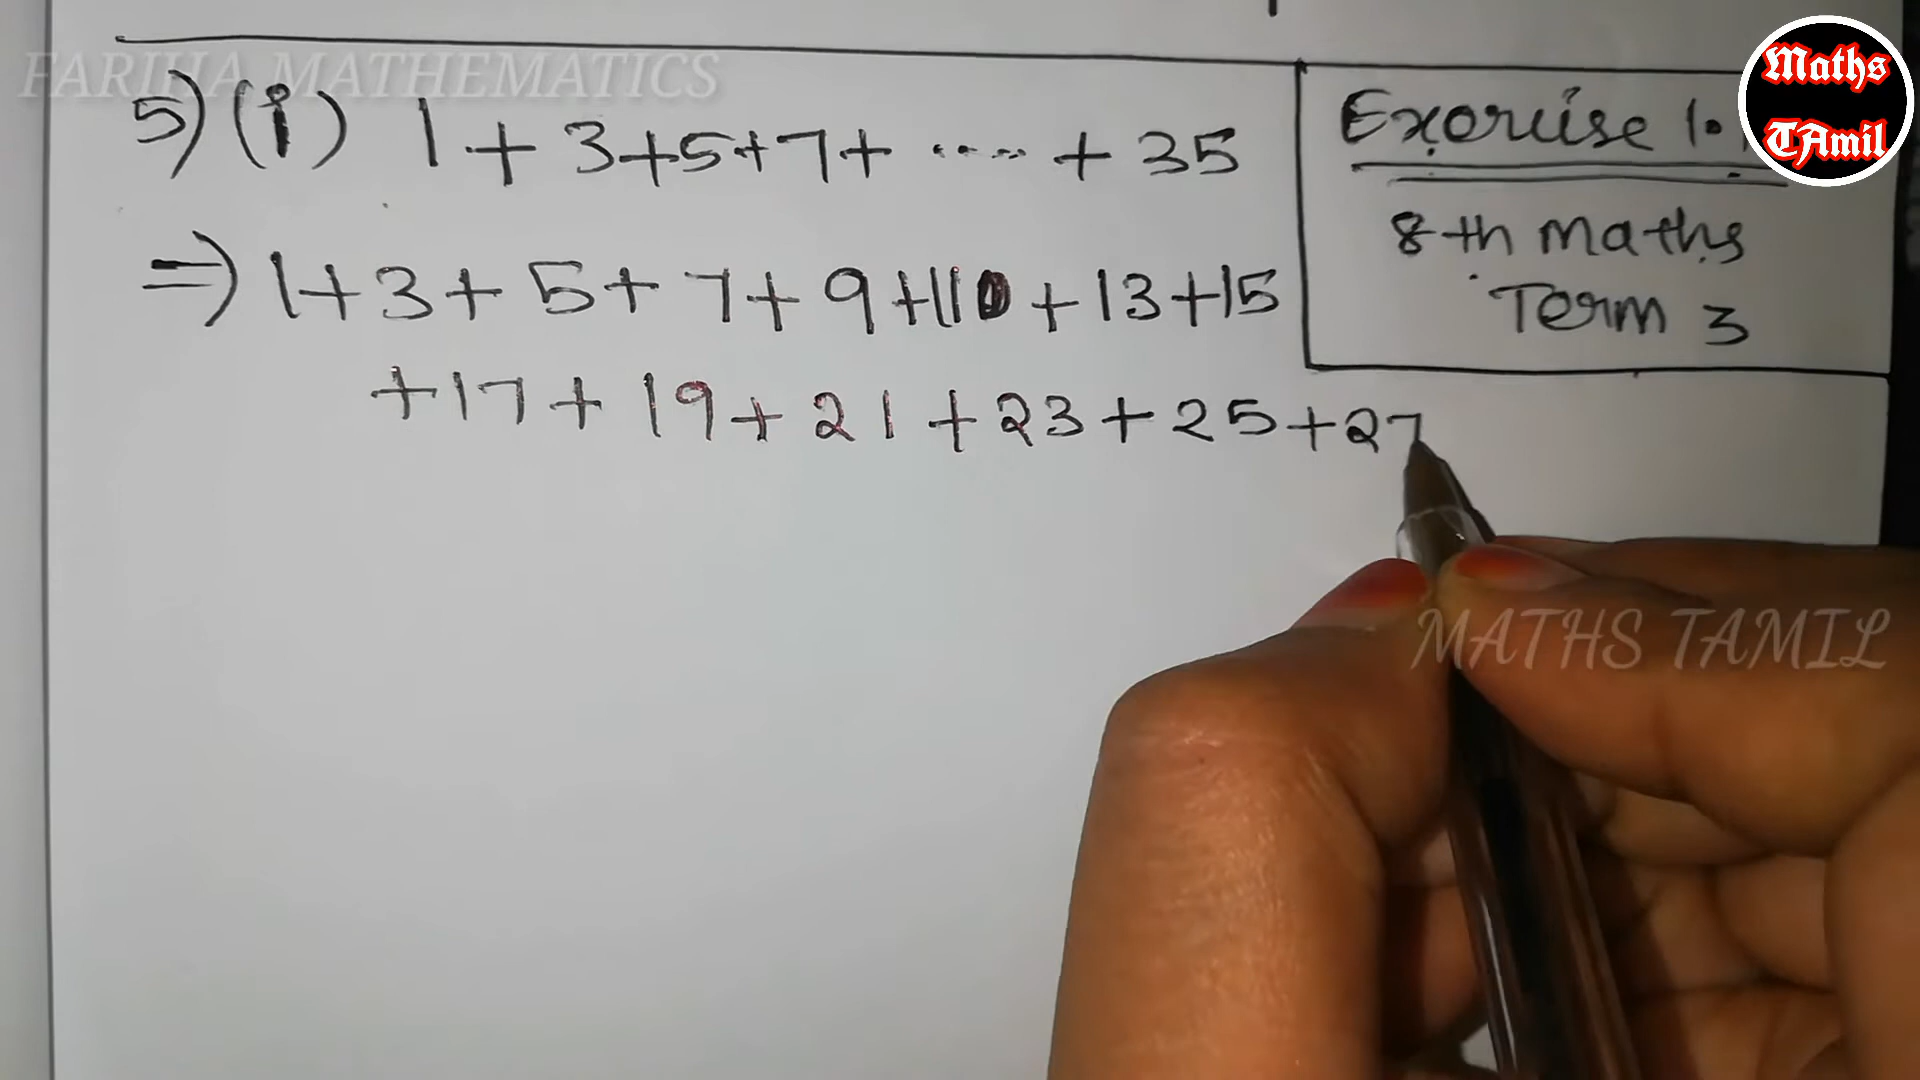 FARIHA MATHEMATICS
5) (i) 1 + 3 + 5 + 7 + .... + 35
Exercise 1.
Maths
TAmil
8th maths
Term 3
⇒) 1 + 3 + 5 + 7 + 9 + 11 + 13 + 15
+ 17 + 19 + 21 + 23 + 25 + 27
MATHS TAMIL